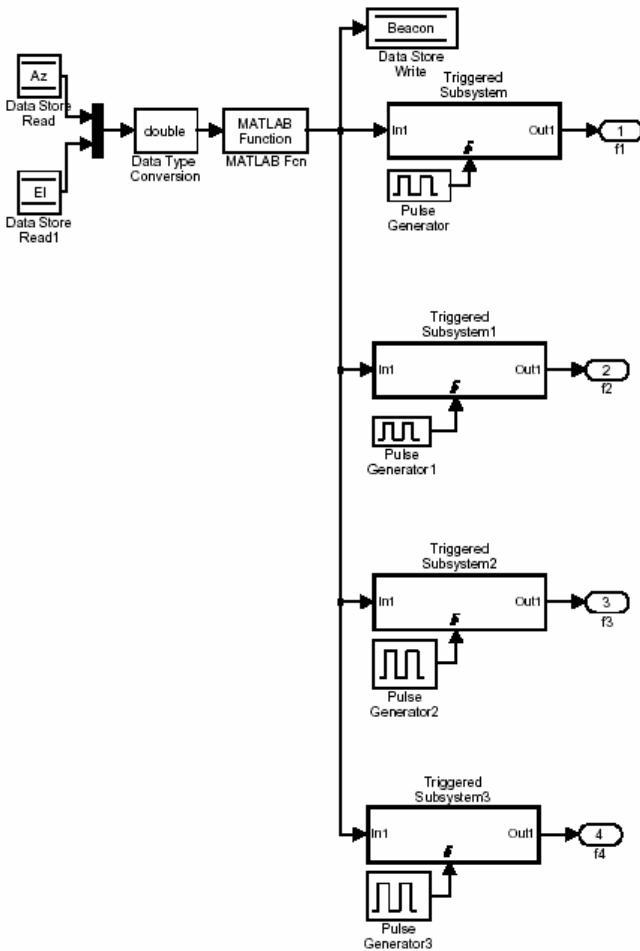 Beacon
Data Store
Write
Az
Data Store
Read
El
Data Store
Read1
double
Data Type
Conversion
MATLAB
Function
MATLAB Fcn
Triggered
Subsystem
In1
Out1
1
f1
Pulse
Generator
Triggered
Subsystem1
In1
Out1
2
f2
Pulse
Generator1
Triggered
Subsystem2
In1
Out1
3
f3
Pulse
Generator2
Triggered
Subsystem3
In1
Out1
4
f4
Pulse
Generator3